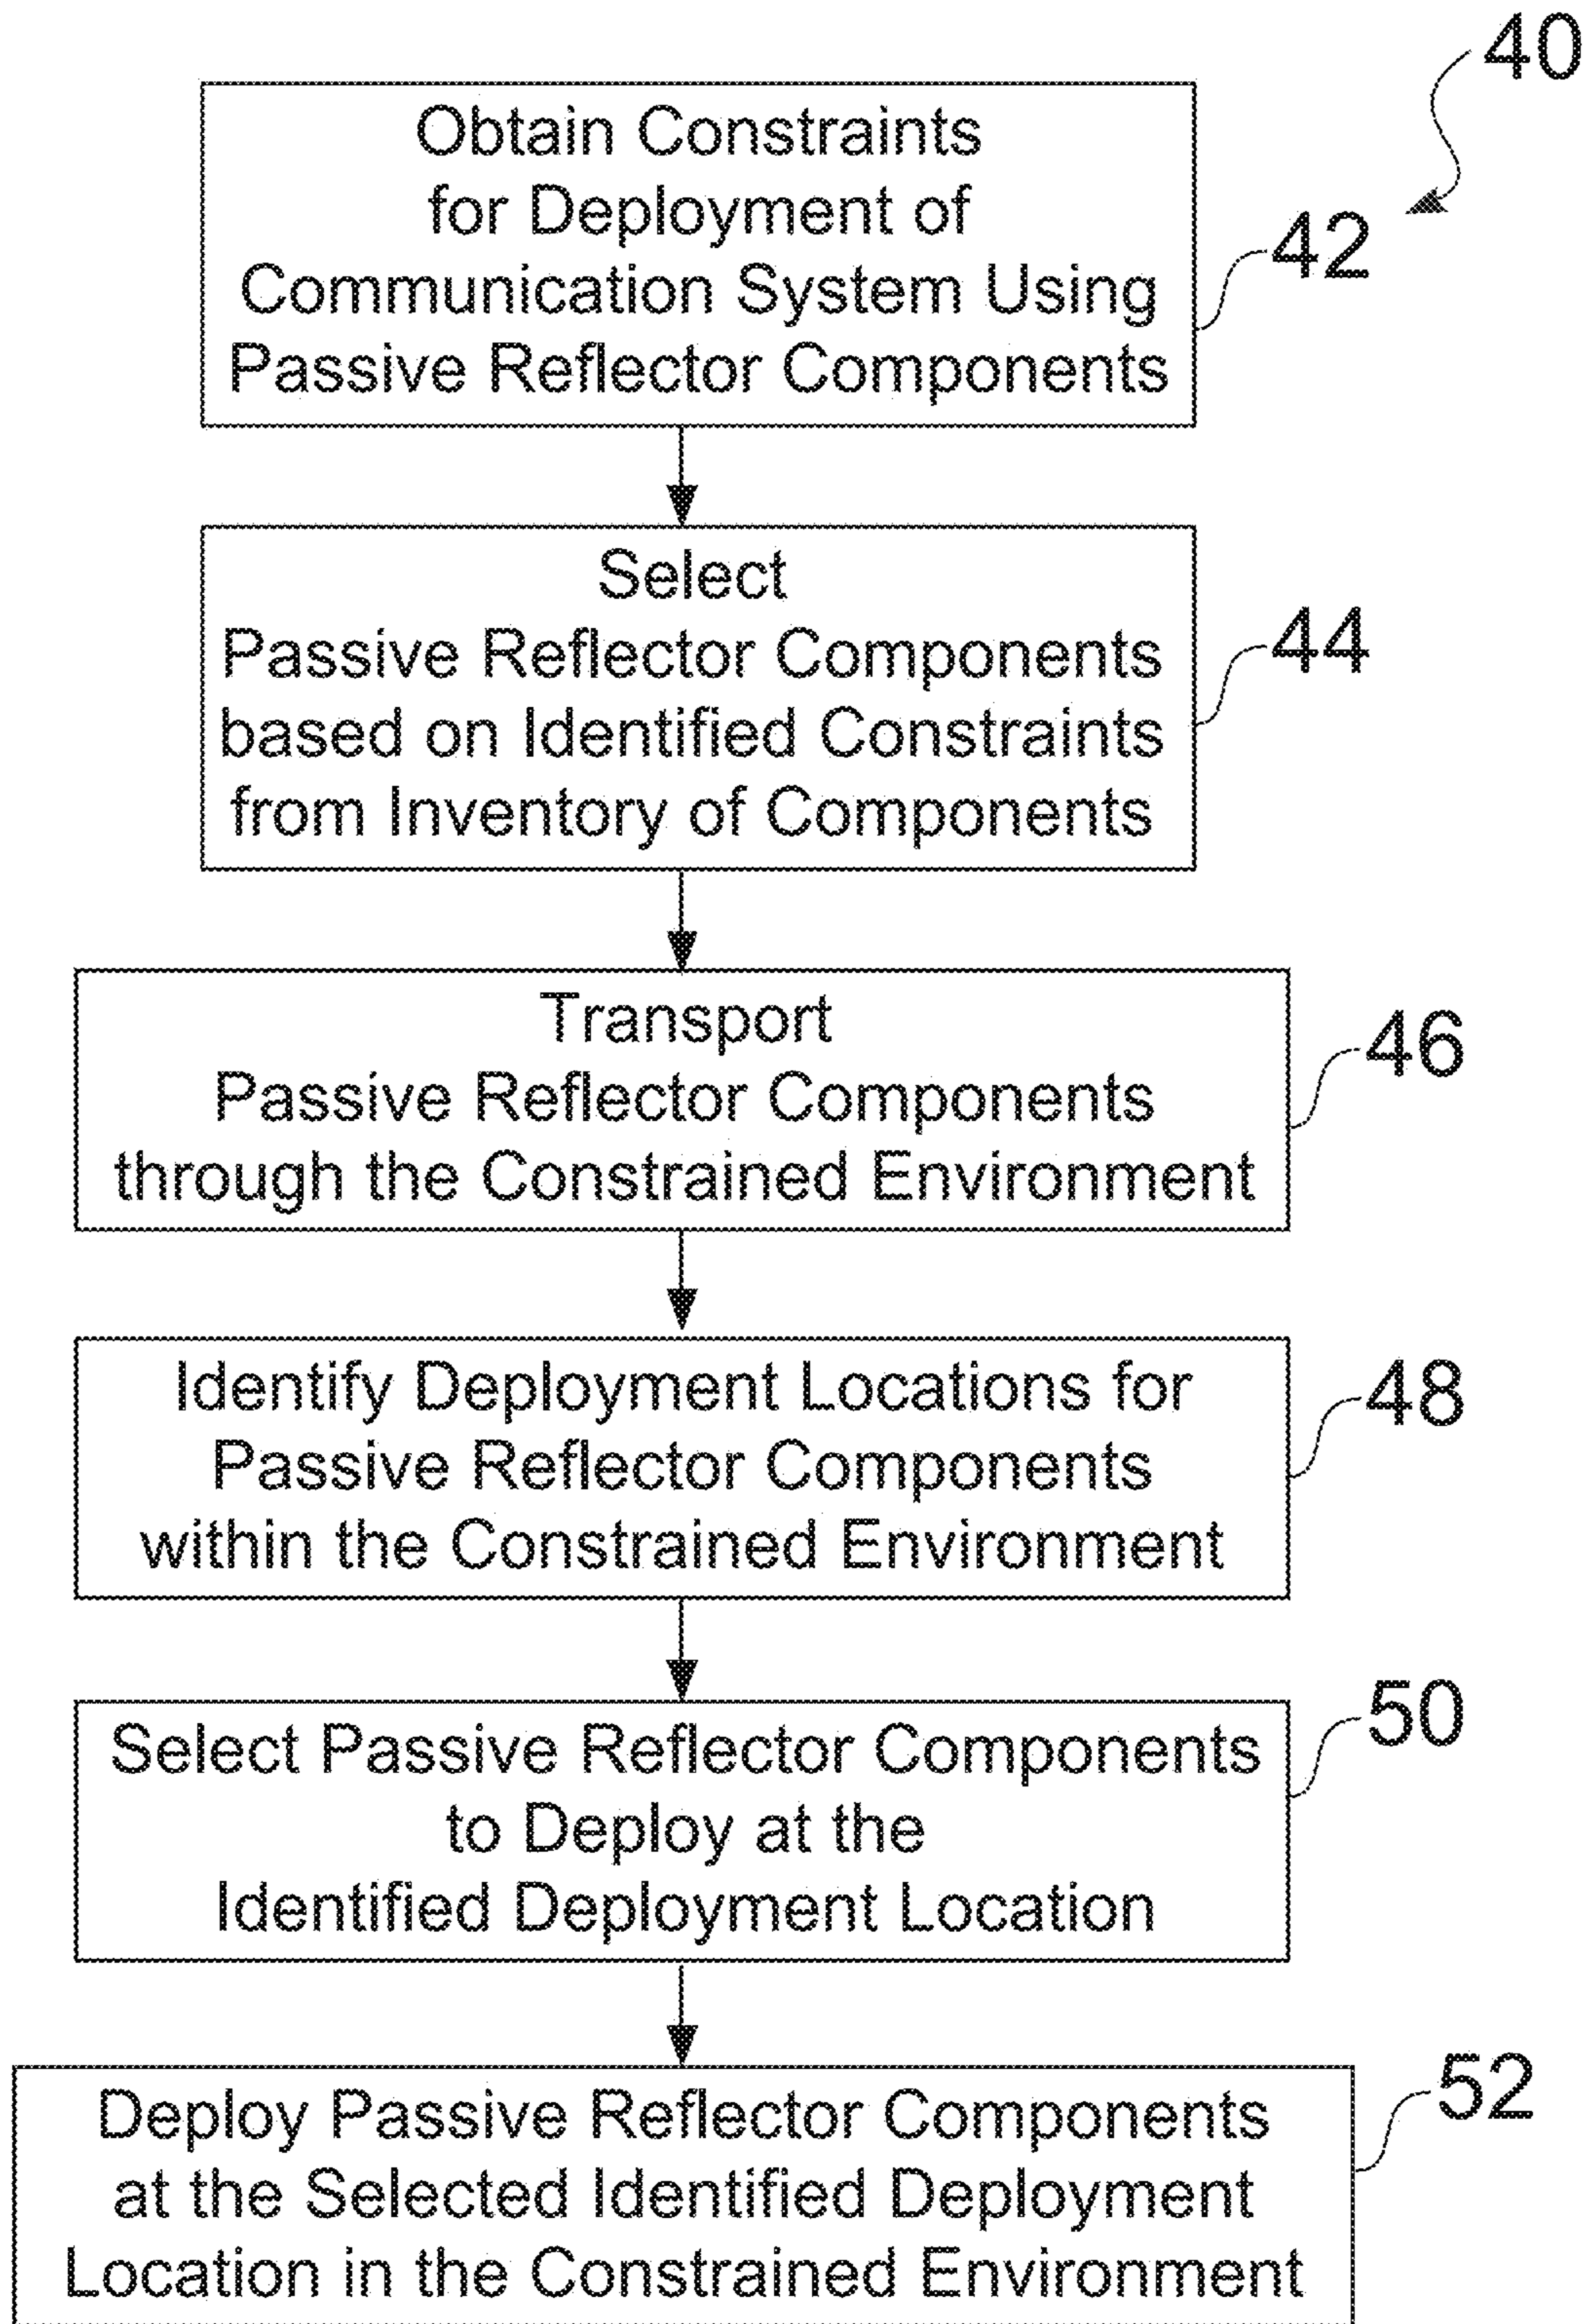 40
Obtain Constraints
for Deployment of
Communication System Using
Passive Reflector Components
42
Select
Passive Reflector Components
based on Identified Constraints
from Inventory of Components
44
Transport
Passive Reflector Components
through the Constrained Environment
46
Identify Deployment Locations for
Passive Reflector Components
within the Constrained Environment
48
Select Passive Reflector Components
to Deploy at the
Identified Deployment Location
50
Deploy Passive Reflector Components
at the Selected Identified Deployment
Location in the Constrained Environment
52